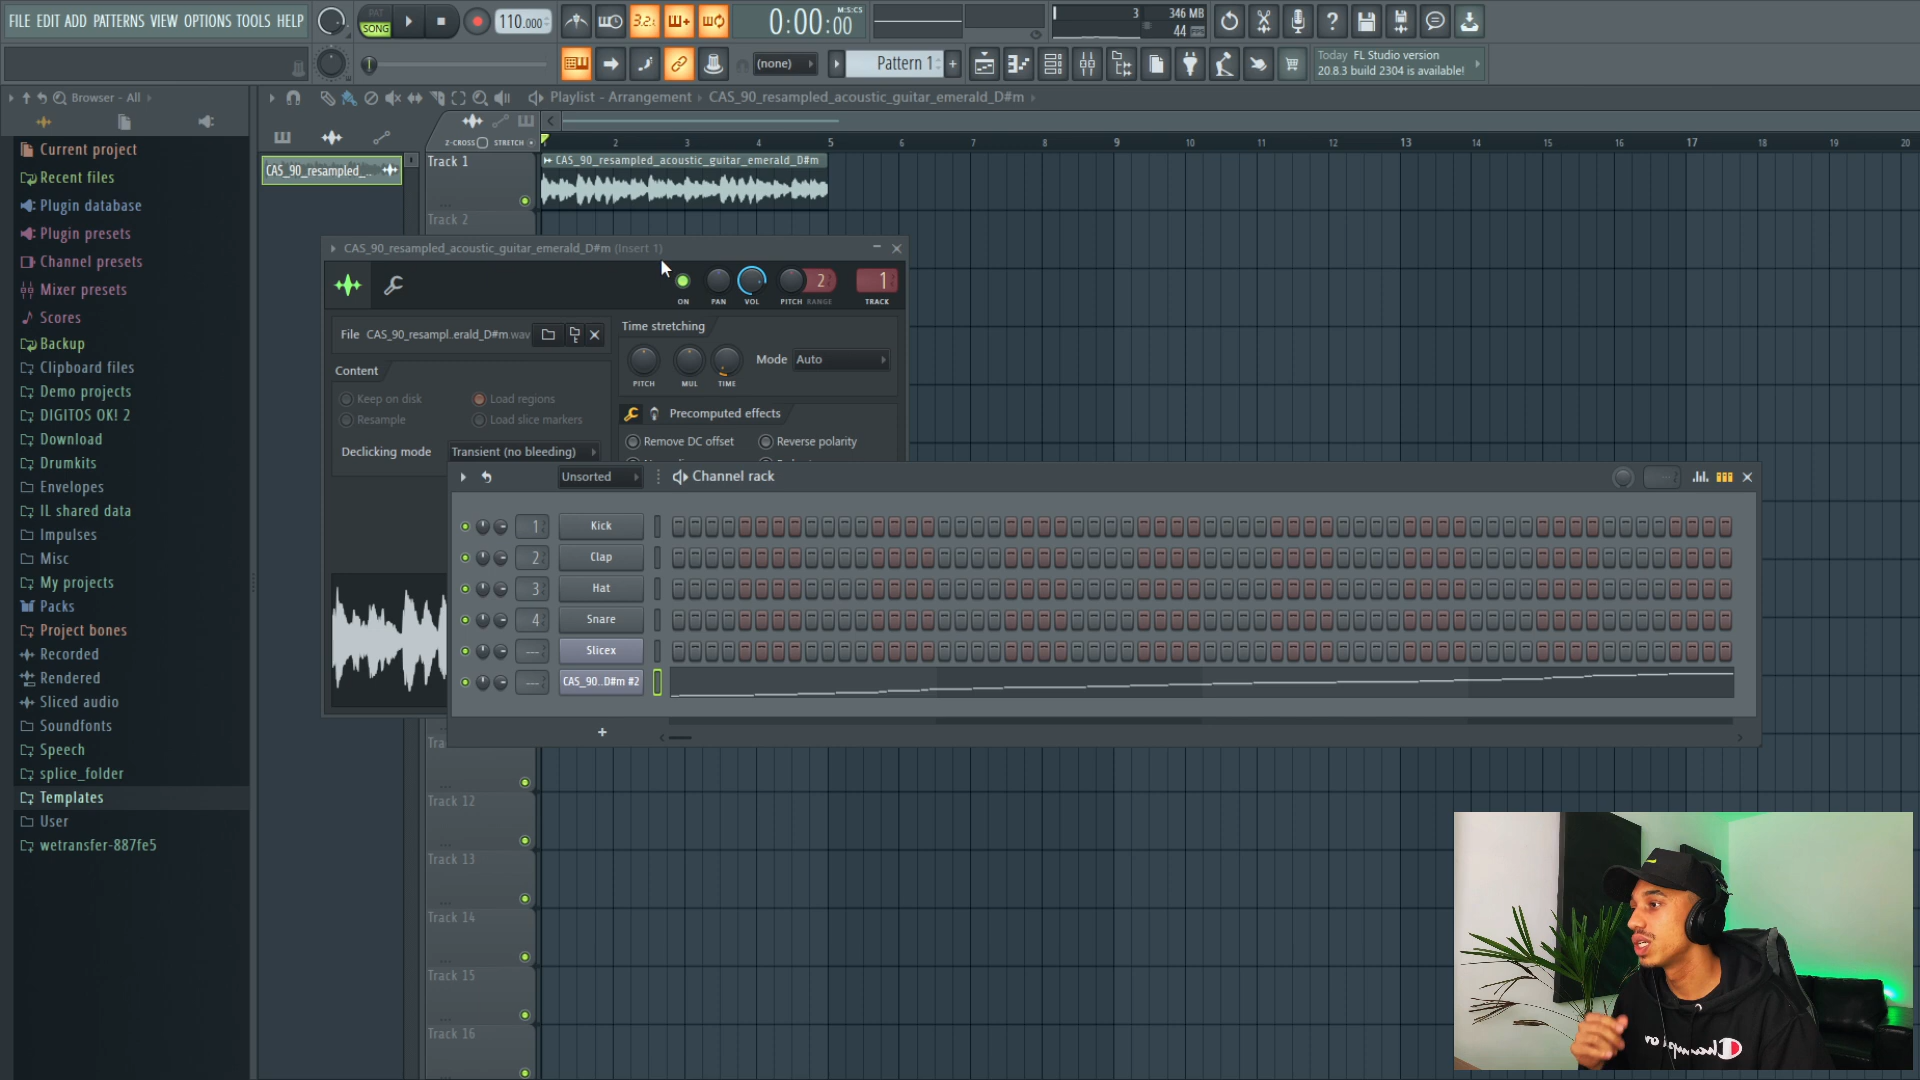 FILE EDIT ADD PATTERNS VIEW OPTIONS TOOLS HELP
PAT
SONG
110.000
3.2.
0:00:00
M:S:CS
3
346 MB
44
(none)
Pattern 1
+
Today FL Studio version
20.8.3 build 2304 is available!
Browser - All
Playlist - Arrangement › CAS_90_resampled_acoustic_guitar_emerald_D#m ›
Z-CROSS STRETCH
2 3 4 5 6 7 8 9 10 11 12 13 14 15 16 17 18 19 20
Current project
Recent files
Plugin database
Plugin presets
Channel presets
Mixer presets
Scores
Backup
Clipboard files
Demo projects
DIGITOS OK! 2
Download
Drumkits
Envelopes
IL shared data
Impulses
Misc
My projects
Packs
Project bones
Recorded
Rendered
Sliced audio
Soundfonts
Speech
splice_folder
Templates
User
wetransfer-887fe5
CAS_90_resampled_..
Track 1
CAS_90_resampled_acoustic_guitar_emerald_D#m
Track 2
CAS_90_resampled_acoustic_guitar_emerald_D#m (Insert 1)
ON PAN VOL PITCH RANGE TRACK
2
1
File CAS_90_resampl..erald_D#m.wav
Time stretching
PITCH MUL TIME
Mode Auto
Content
Keep on disk
Load regions
Resample
Load slice markers
Declicking mode Transient (no bleeding)
Precomputed effects
Remove DC offset
Reverse polarity
Unsorted
Channel rack
1 Kick
2 Clap
3 Hat
4 Snare
--- Slicex
--- CAS_90..D#m #2
+
Track 12
Track 13
Track 14
Track 15
Track 16